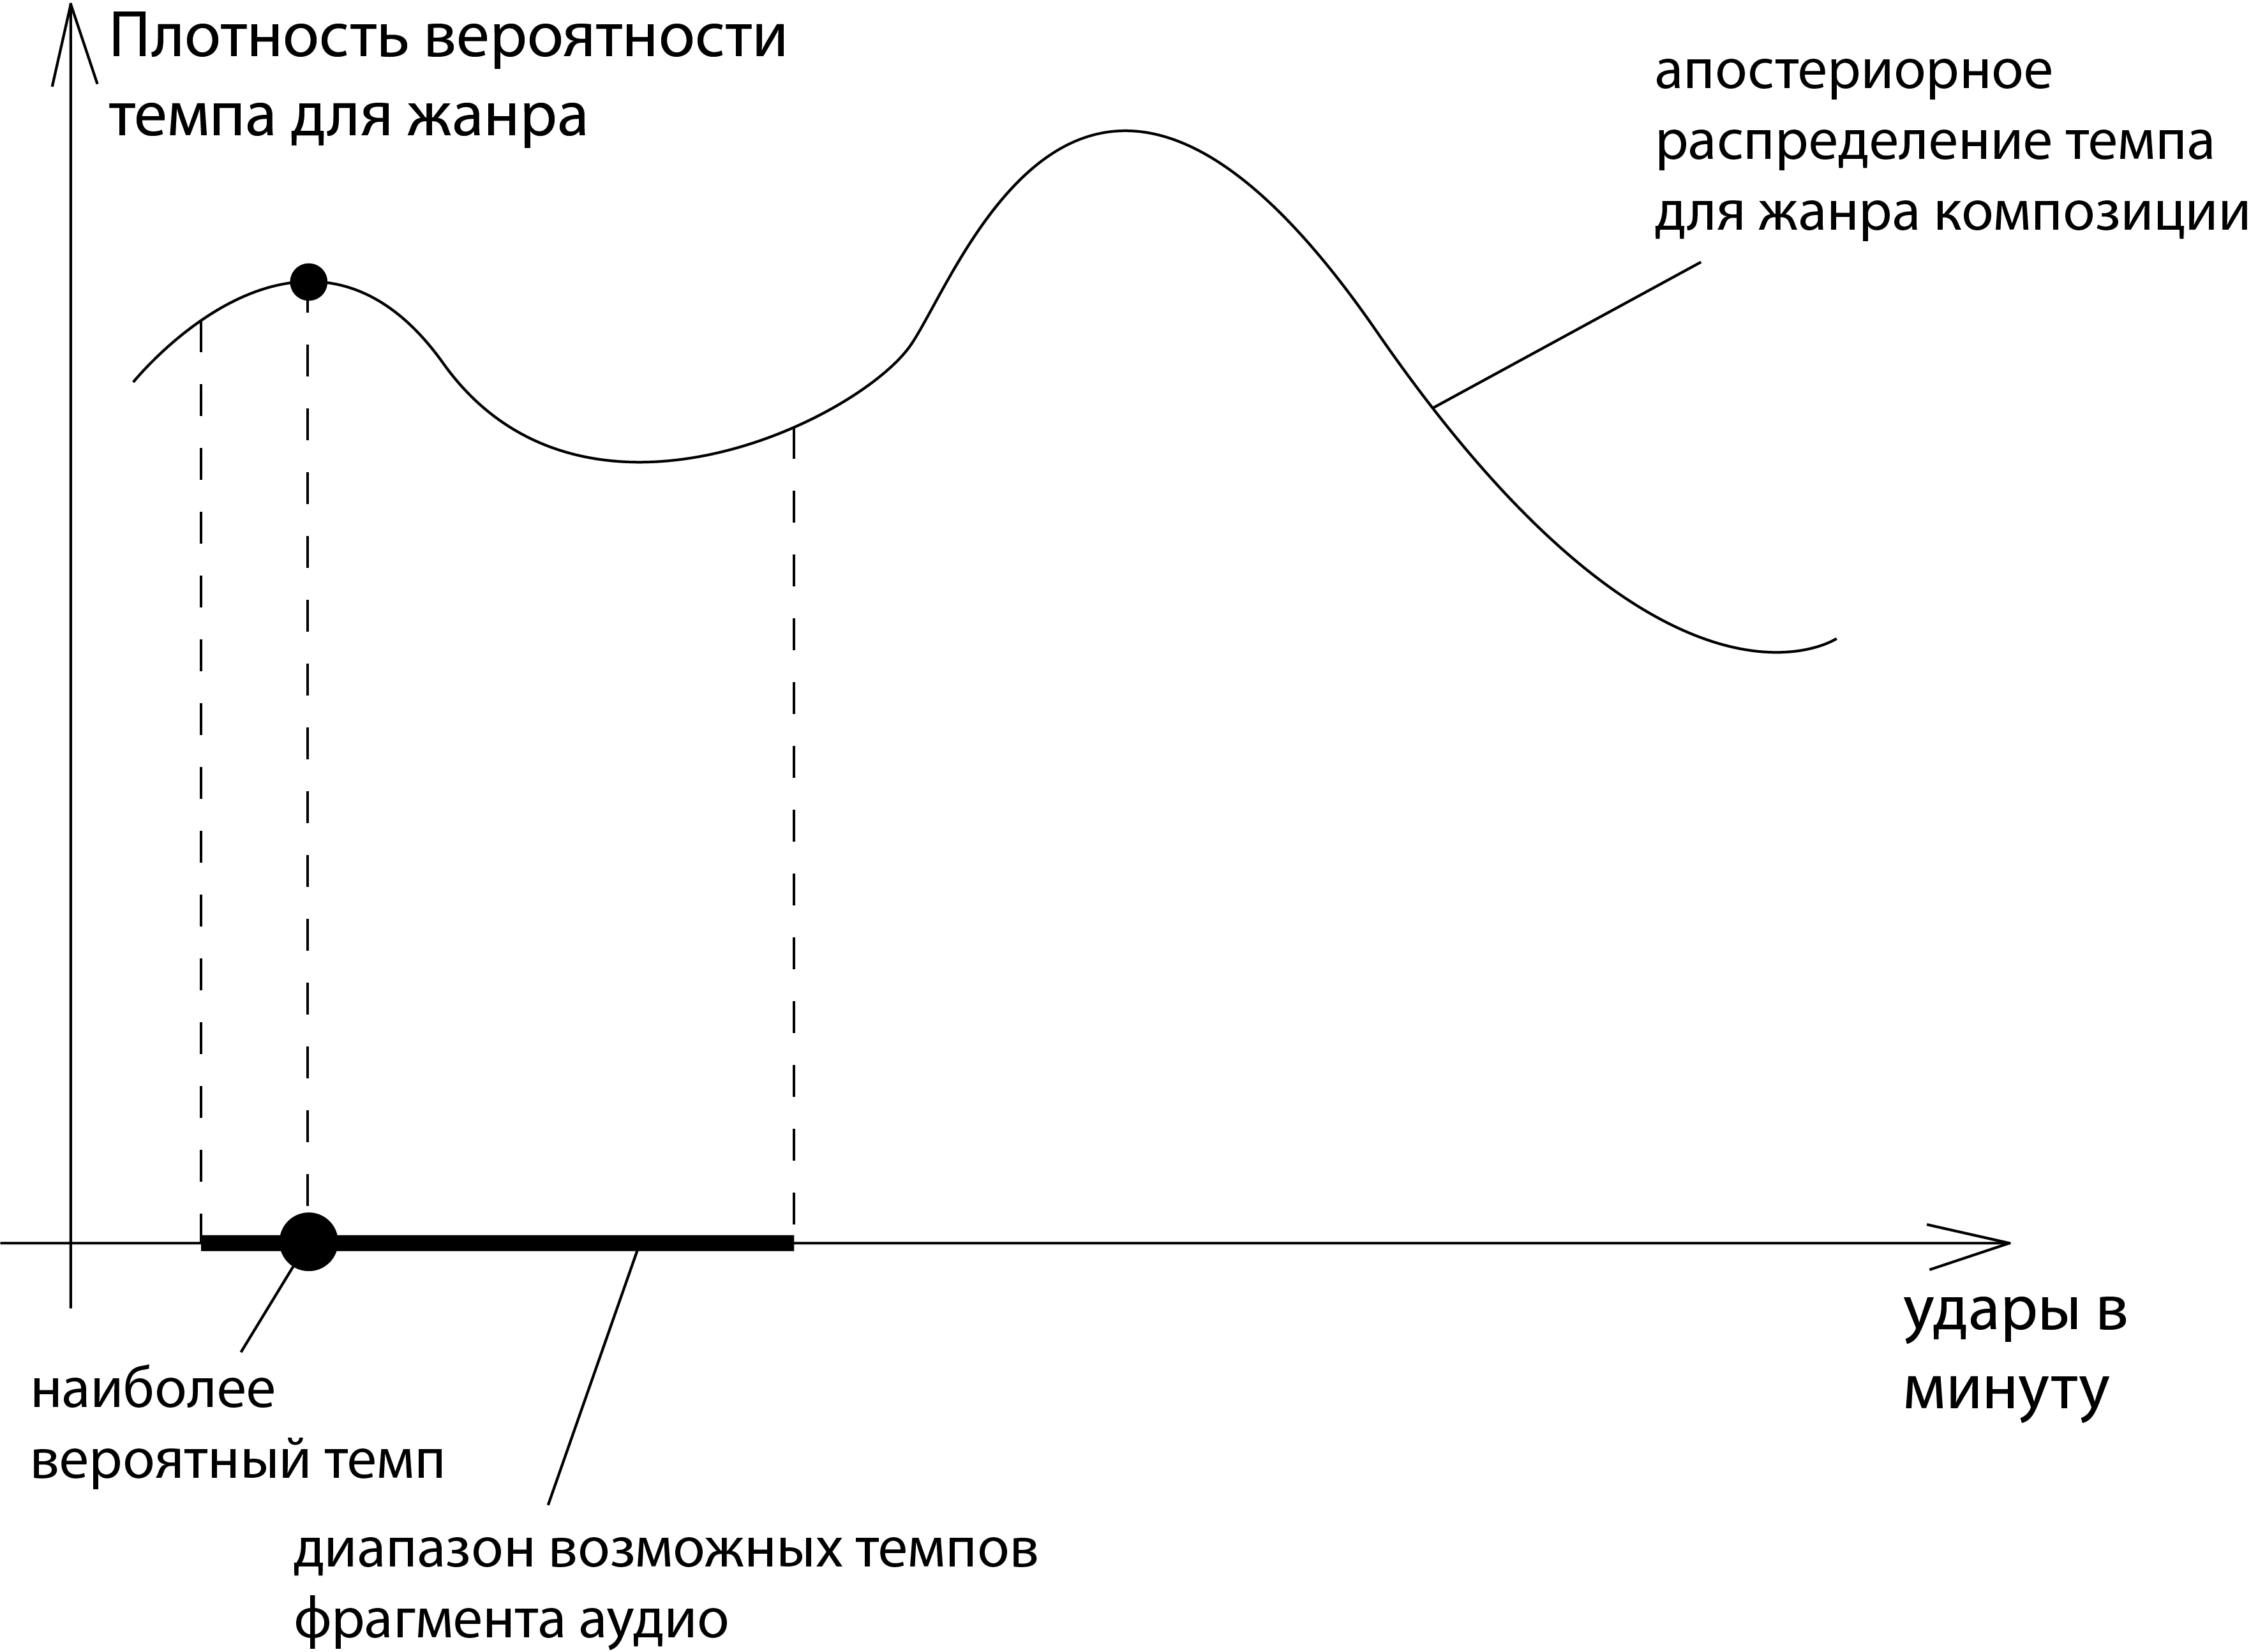 Плотность вероятности
темпа для жанра
апостериорное
распределение темпа
для жанра композиции
удары в
минуту
наиболее
вероятный темп
диапазон возможных темпов
фрагмента аудио